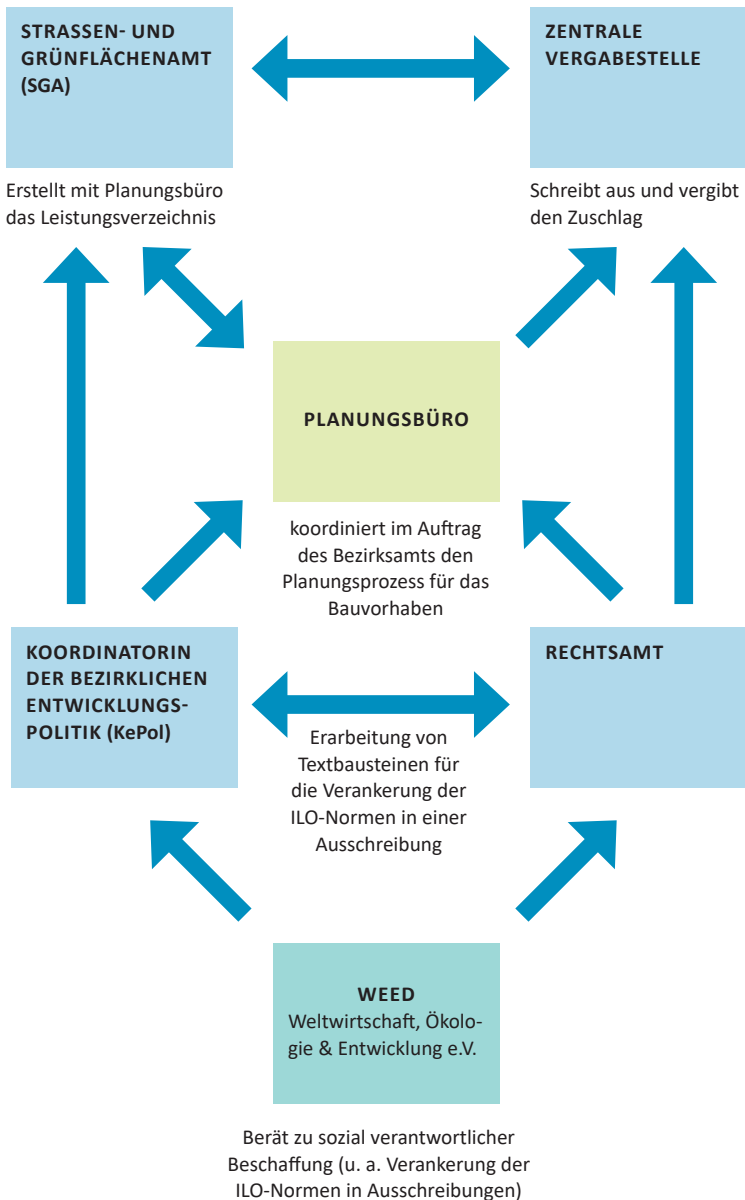 STRASSEN- UND
GRÜNFLÄCHENAMT
(SGA)
Erstellt mit Planungsbüro
das Leistungsverzeichnis
ZENTRALE
VERGABESTELLE
Schreibt aus und vergibt
den Zuschlag
PLANUNGSBÜRO
koordiniert im Auftrag
des Bezirksamts den
Planungsprozess für das
Bauvorhaben
KOORDINATORIN
DER BEZIRKLICHEN
ENTWICKLUNGS-
POLITIK (KePol)
RECHTSAMT
Erarbeitung von
Textbausteinen für
die Verankerung der
ILO-Normen in einer
Ausschreibung
WEED
Weltwirtschaft, Ökolo-
gie & Entwicklung e.V.
Berät zu sozial verantwortlicher
Beschaffung (u. a. Verankerung der
ILO-Normen in Ausschreibungen)